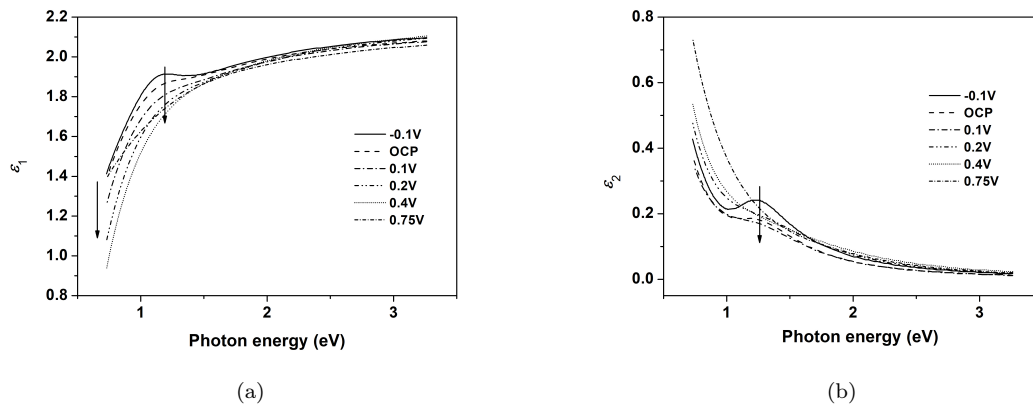 2.2
2.0
1.8
1.6
1.4
1.2
1.0
0.8
ε1
-0.1V
OCP
0.1V
0.2V
0.4V
0.75V
1 2 3
Photon energy (eV)
(a)
0.8
0.6
0.4
0.2
0.0
ε2
-0.1V
OCP
0.1V
0.2V
0.4V
0.75V
1 2 3
Photon energy (eV)
(b)